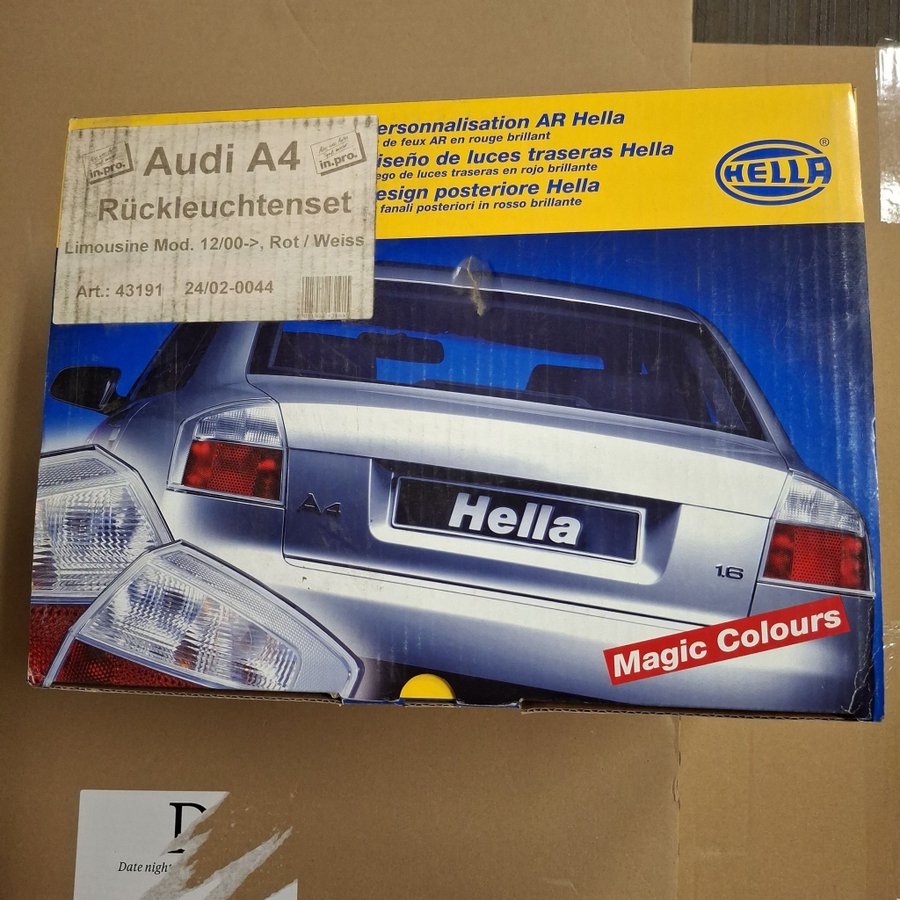 in.pro.
Audi A4
in.pro.
Rückleuchtenset
Limousine Mod. 12/00->, Rot / Weiss
Art.: 43191 24/02-0044
ersonnalisation AR Hella
de feux AR en rouge brillant
iseño de luces traseras Hella
ego de luces traseras en rojo brillante
esign posteriore Hella
fanali posteriori in rosso brillante
HELLA®
A4
Hella
1.6
Magic Colours
Date night